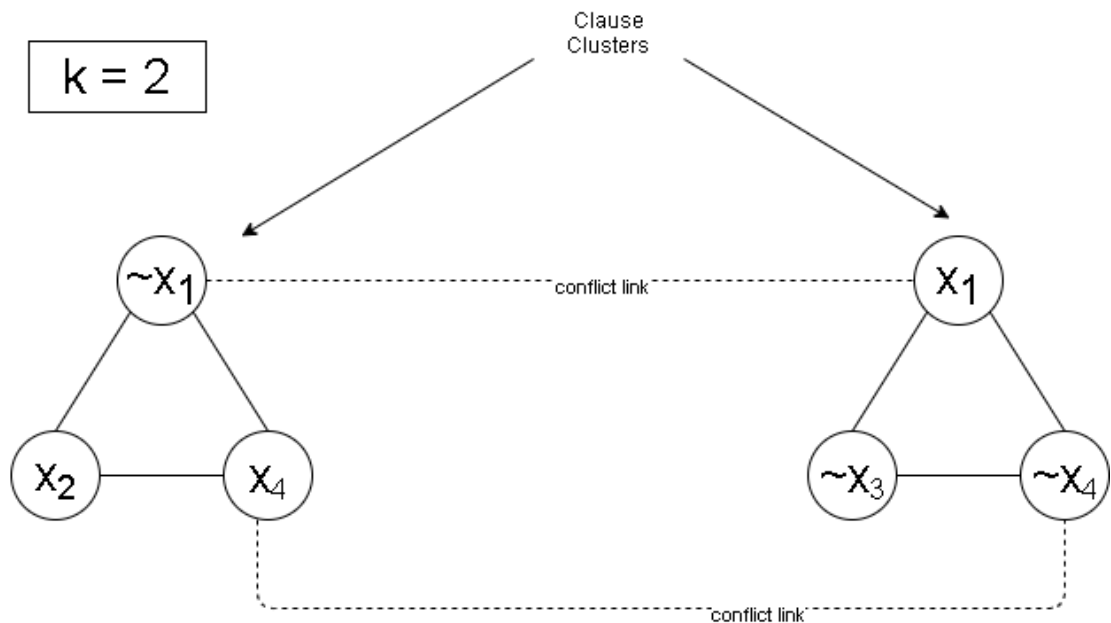 Clause
Clusters
k = 2
~x₁
conflict link
x₁
x₂
x₄
~x₃
~x₄
conflict link